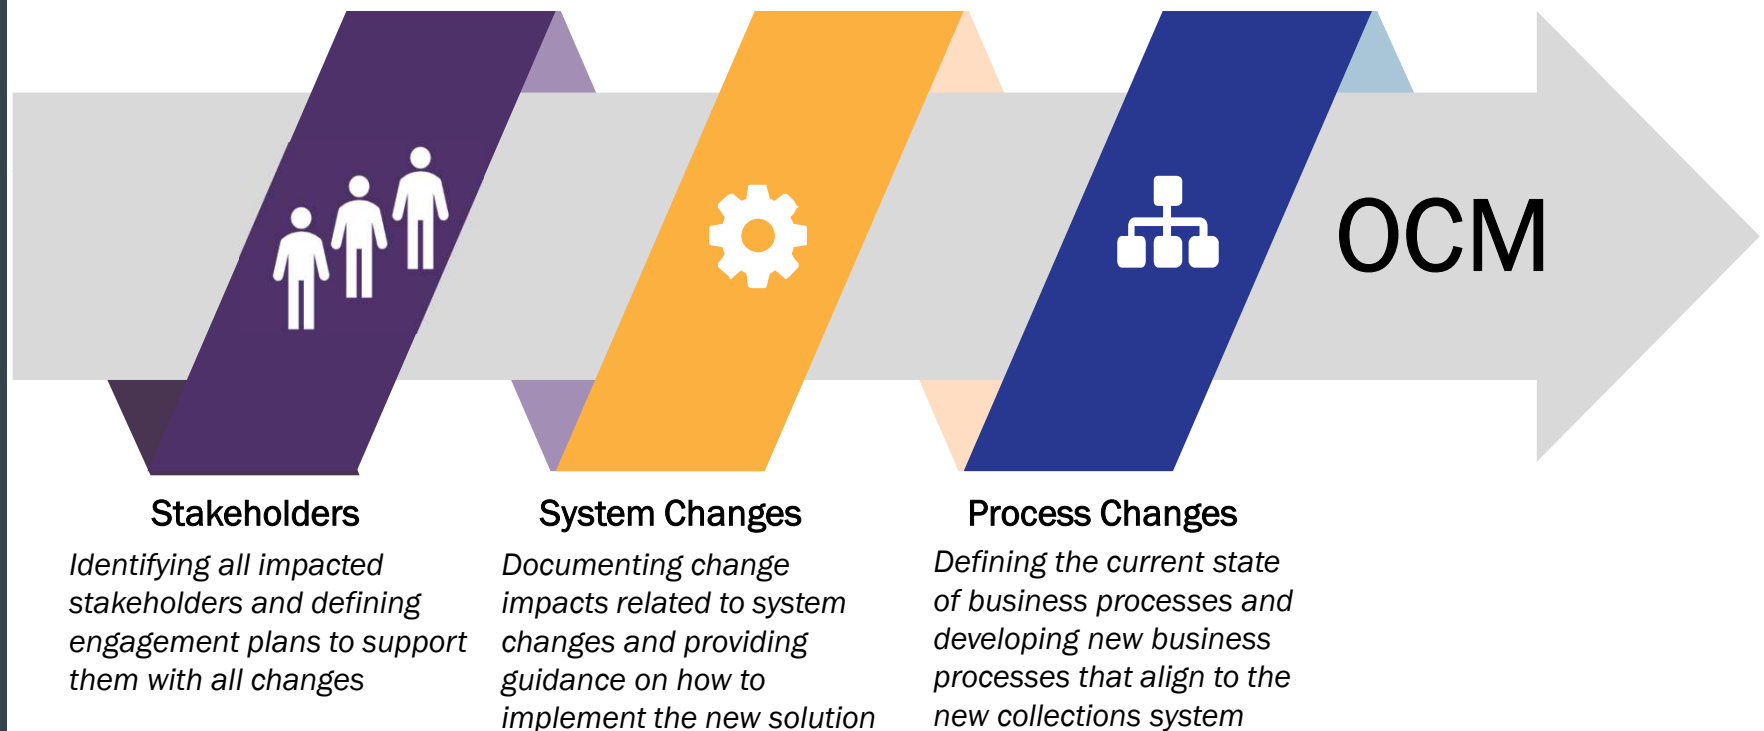 OCM
Stakeholders
Identifying all impacted
stakeholders and defining
engagement plans to support
them with all changes
System Changes
Documenting change
impacts related to system
changes and providing
guidance on how to
implement the new solution
Process Changes
Defining the current state
of business processes and
developing new business
processes that align to the
new collections system